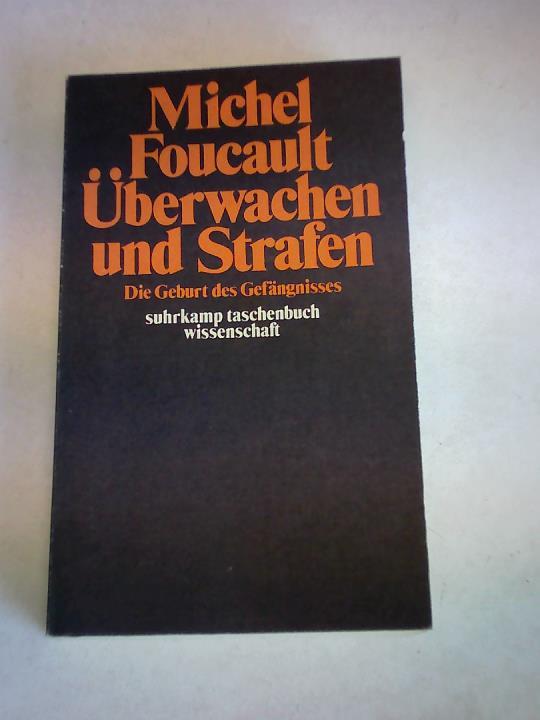 Michel
Foucault
Überwachen
und Strafen
Die Geburt des Gefängnisses
suhrkamp taschenbuch
wissenschaft